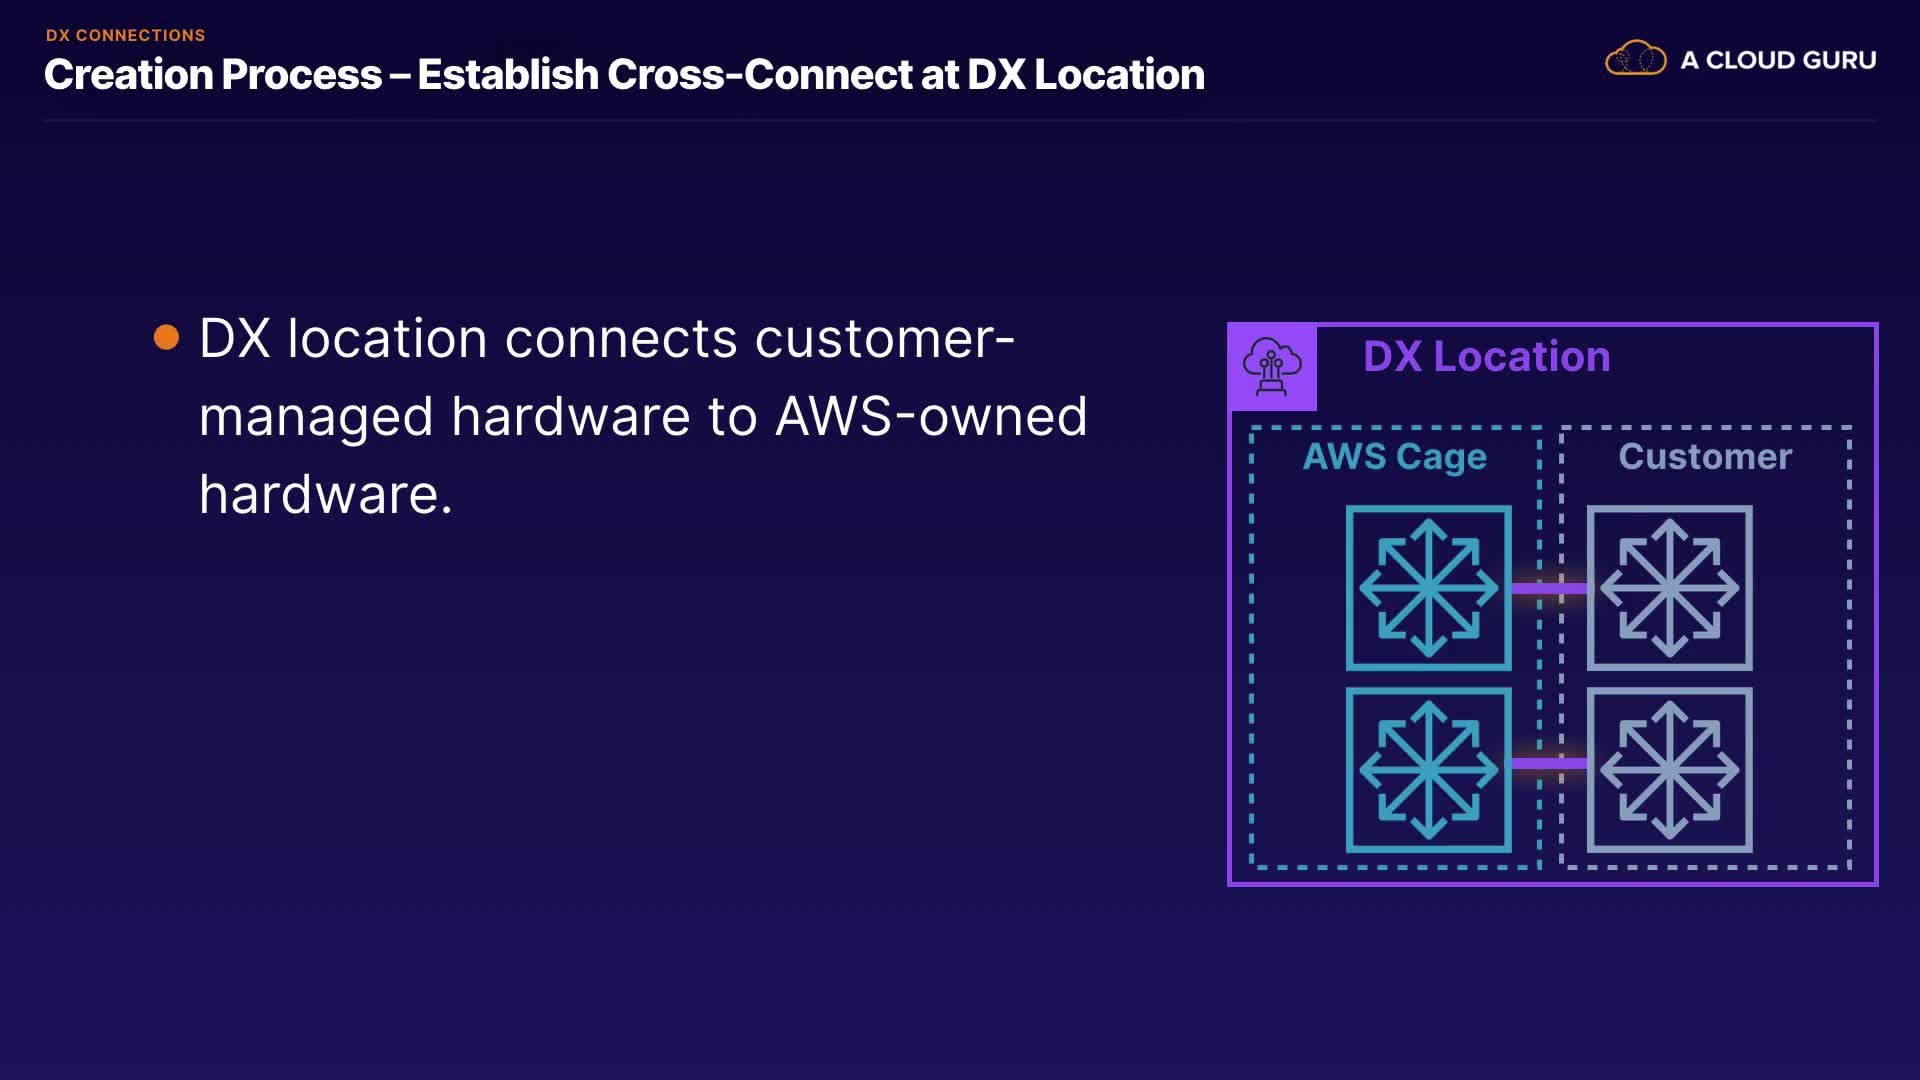 DX CONNECTIONS
Creation Process – Establish Cross-Connect at DX Location
A CLOUD GURU
DX location connects customer-
managed hardware to AWS-owned
hardware.
DX Location
AWS Cage
Customer